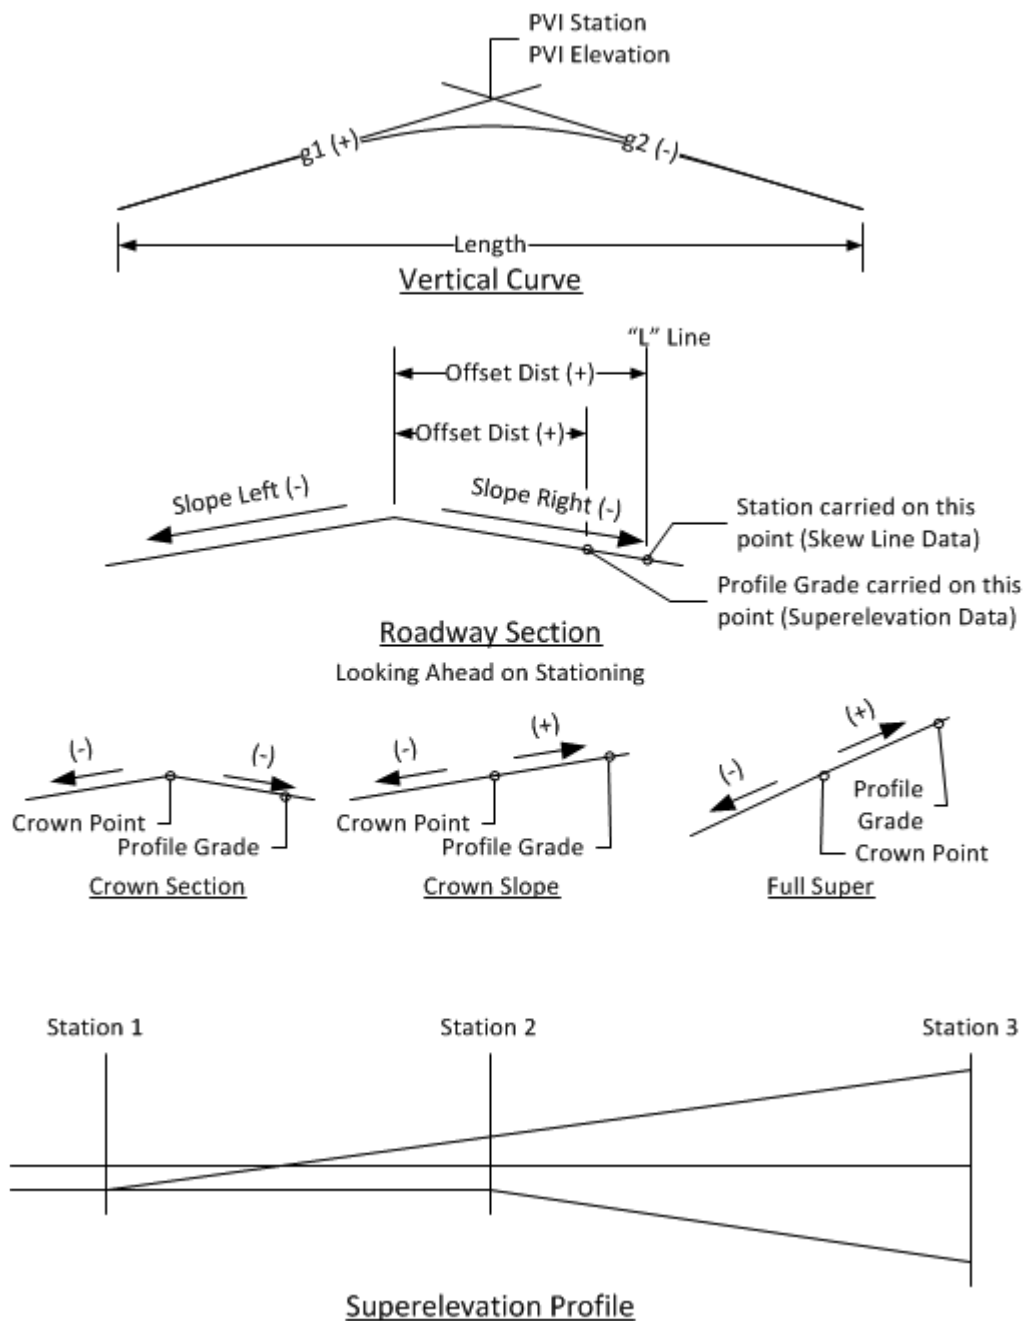 PVI Station
PVI Elevation
g1 (+)
g2 (-)
Length
Vertical Curve
“L” Line
Offset Dist (+)
Offset Dist (+)
Slope Left (-)
Slope Right (-)
Station carried on this
point (Skew Line Data)
Profile Grade carried on this
point (Superelevation Data)
Roadway Section
Looking Ahead on Stationing
(-)
(-)
Crown Point
Profile Grade
Crown Section
(-)
(+)
Crown Point
Profile Grade
Crown Slope
(+)
(-)
Profile
Grade
Crown Point
Full Super
Station 1
Station 2
Station 3
Superelevation Profile